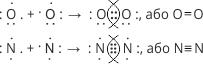 :O. + ·O: → :O::O:, або O=O
:N. + ·N: → :N:::N:, або N≡N